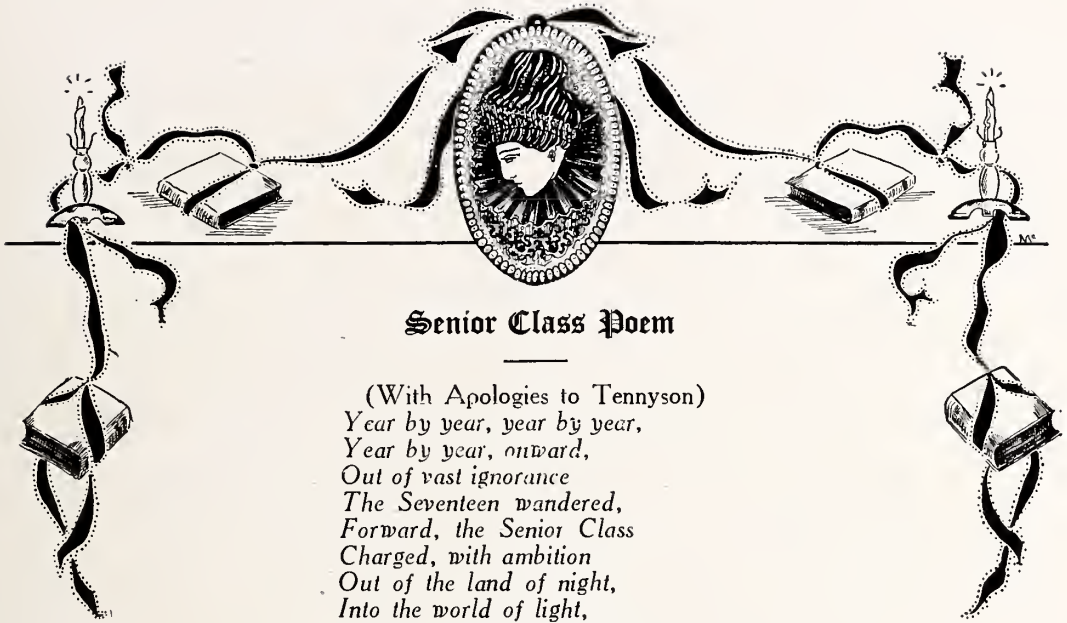 Mc
Senior Class Poem
(With Apologies to Tennyson)
Year by year, year by year,
Year by year, onward,
Out of vast ignorance
The Seventeen wandered,
Forward, the Senior Class
Charged, with ambition
Out of the land of night,
Into the world of light,